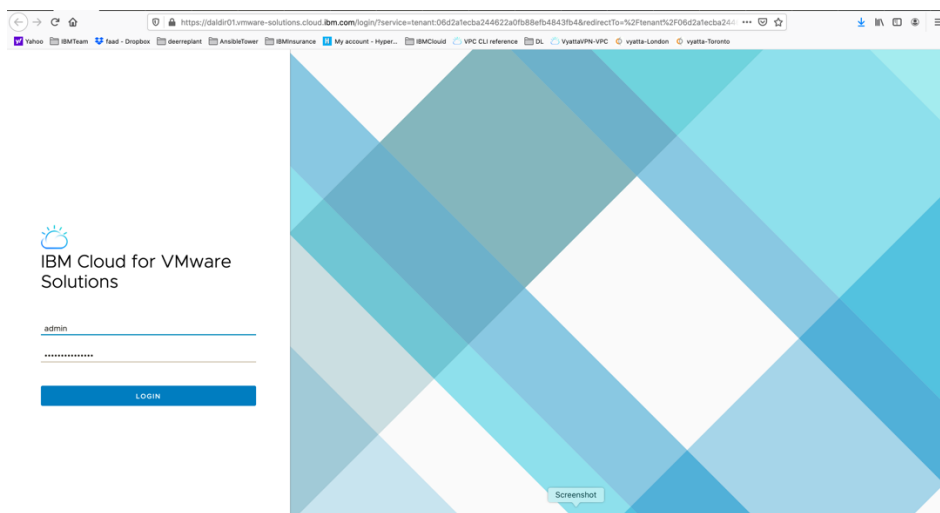 https://daldir01.vmware-solutions.cloud.ibm.com/login/?service=tenant:06d2a1ecba244622a0fb88efb4843fb4&redirectTo=%2Ftenant%2F06d2a1ecba244
Yahoo IBMTeam faad - Dropbox deerreplant AnsibleTower IBMinsurance My account - Hyper... IBMClouid VPC CLI reference DL VyattaVPN-VPC vyatta-London vyatta-Toronto
IBM Cloud for VMware
Solutions
admin
••••••••••••••
LOGIN
Screenshot